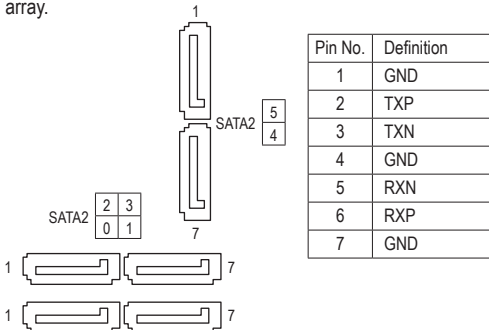 array.
1
SATA2 5
4
7
SATA2 2 3
0 1
1 7
1 7
Pin No. Definition
1 GND
2 TXP
3 TXN
4 GND
5 RXN
6 RXP
7 GND